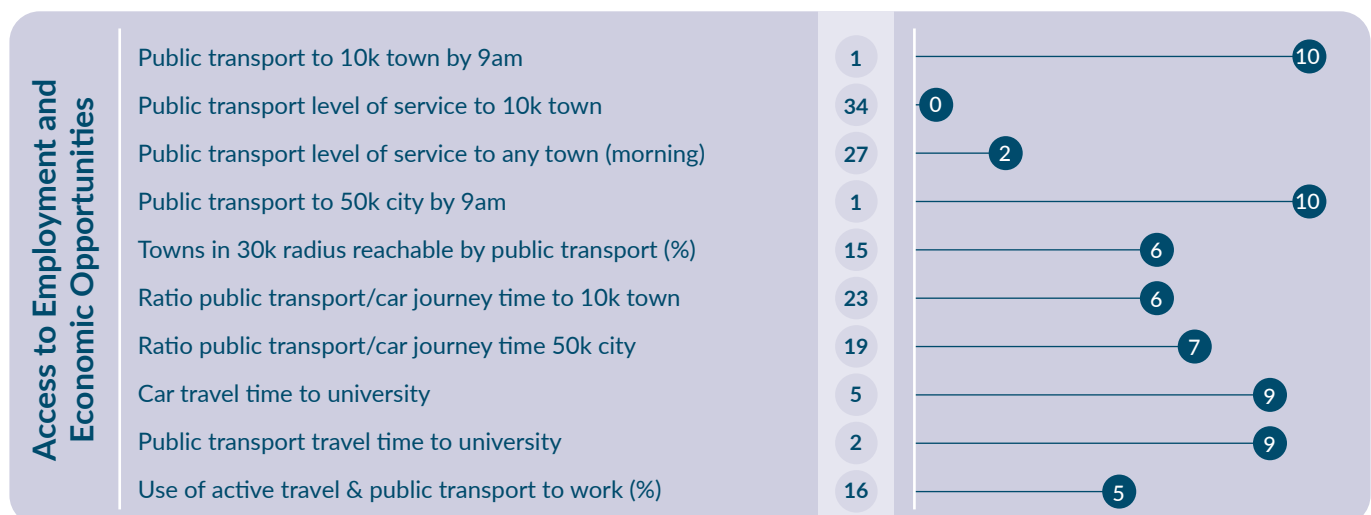 Access to Employment and
Economic Opportunities
Public transport to 10k town by 9am 1 10
Public transport level of service to 10k town 34 0
Public transport level of service to any town (morning) 27 2
Public transport to 50k city by 9am 1 10
Towns in 30k radius reachable by public transport (%) 15 6
Ratio public transport/car journey time to 10k town 23 6
Ratio public transport/car journey time 50k city 19 7
Car travel time to university 5 9
Public transport travel time to university 2 9
Use of active travel & public transport to work (%) 16 5